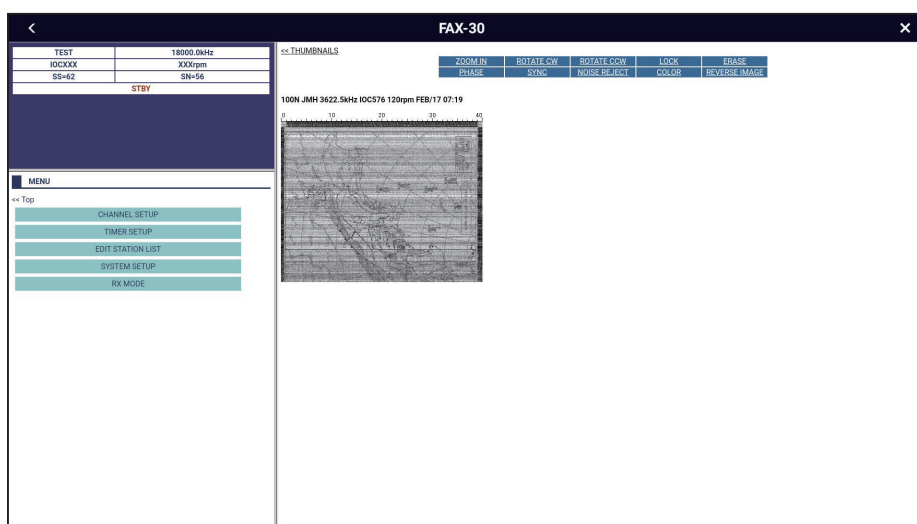 FAX-30
TEST 18000.0kHz
IOCXXX XXXrpm
SS=62 SN=56
STBY
MENU
<< Top
CHANNEL SETUP
TIMER SETUP
EDIT STATION LIST
SYSTEM SETUP
RX MODE
<< THUMBNAILS
ZOOM IN ROTATE CW ROTATE CCW LOCK ERASE
PHASE SYNC NOISE REJECT COLOR REVERSE IMAGE
100N JMH 3622.5kHz IOC576 120rpm FEB/17 07:19
0 10 20 30 40